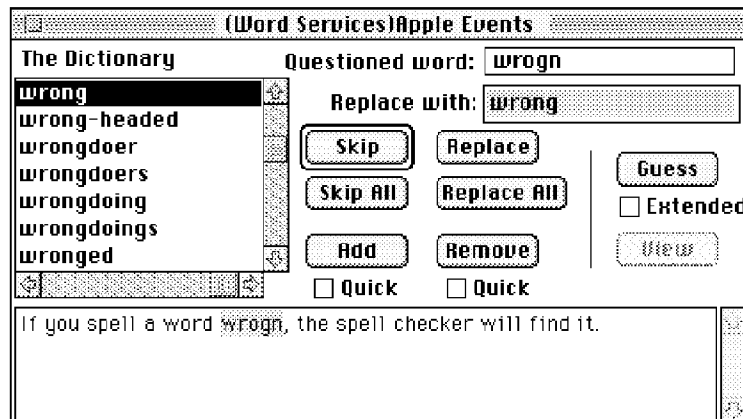 (Word Services)Apple Events
The Dictionary
Questioned word: wrogn
Replace with: wrong
wrong
wrong-headed
wrongdoer
wrongdoers
wrongdoing
wrongdoings
wronged
Skip
Replace
Skip All
Replace All
Guess
Extended
Add
Remove
View
Quick
Quick
If you spell a word wrogn, the spell checker will find it.